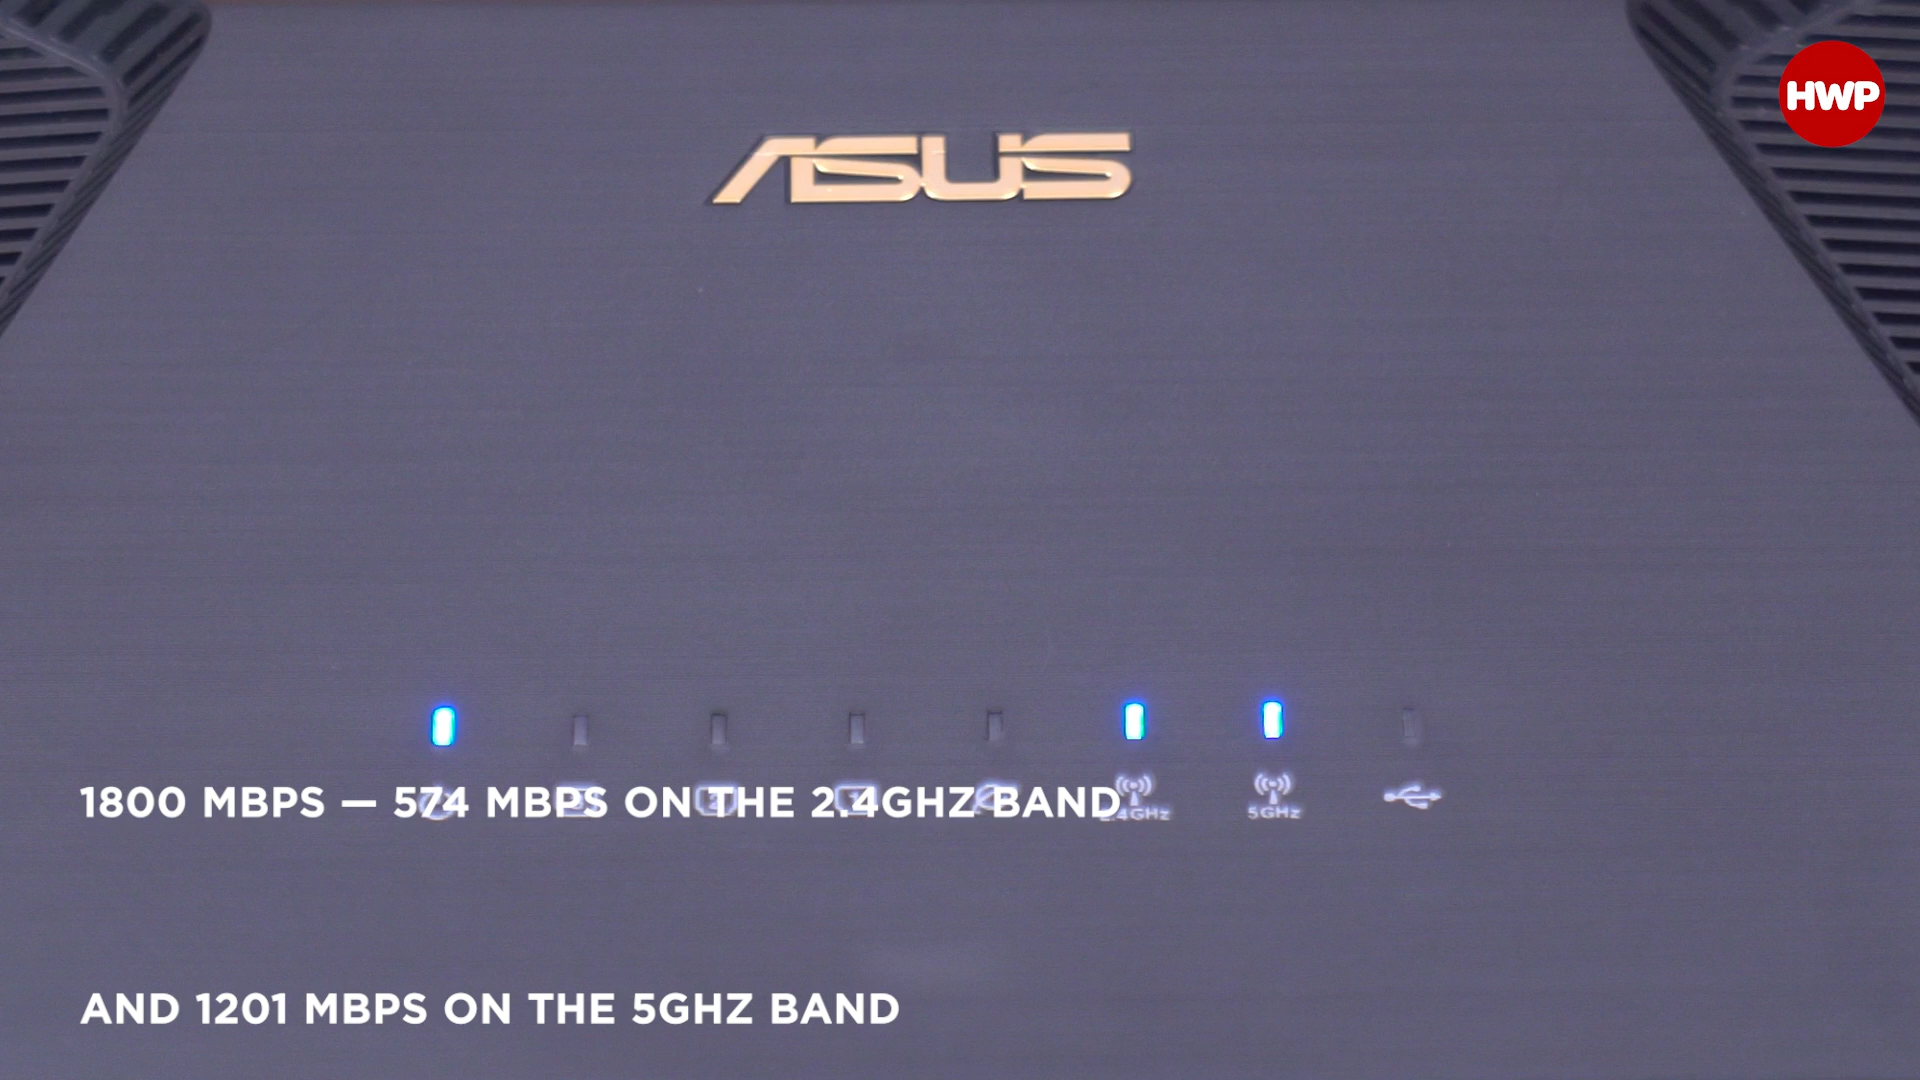 HWP
ASUS
1800 MBPS — 574 MBPS ON THE 2.4GHZ BAND
2.4GHz
5GHz
AND 1201 MBPS ON THE 5GHZ BAND